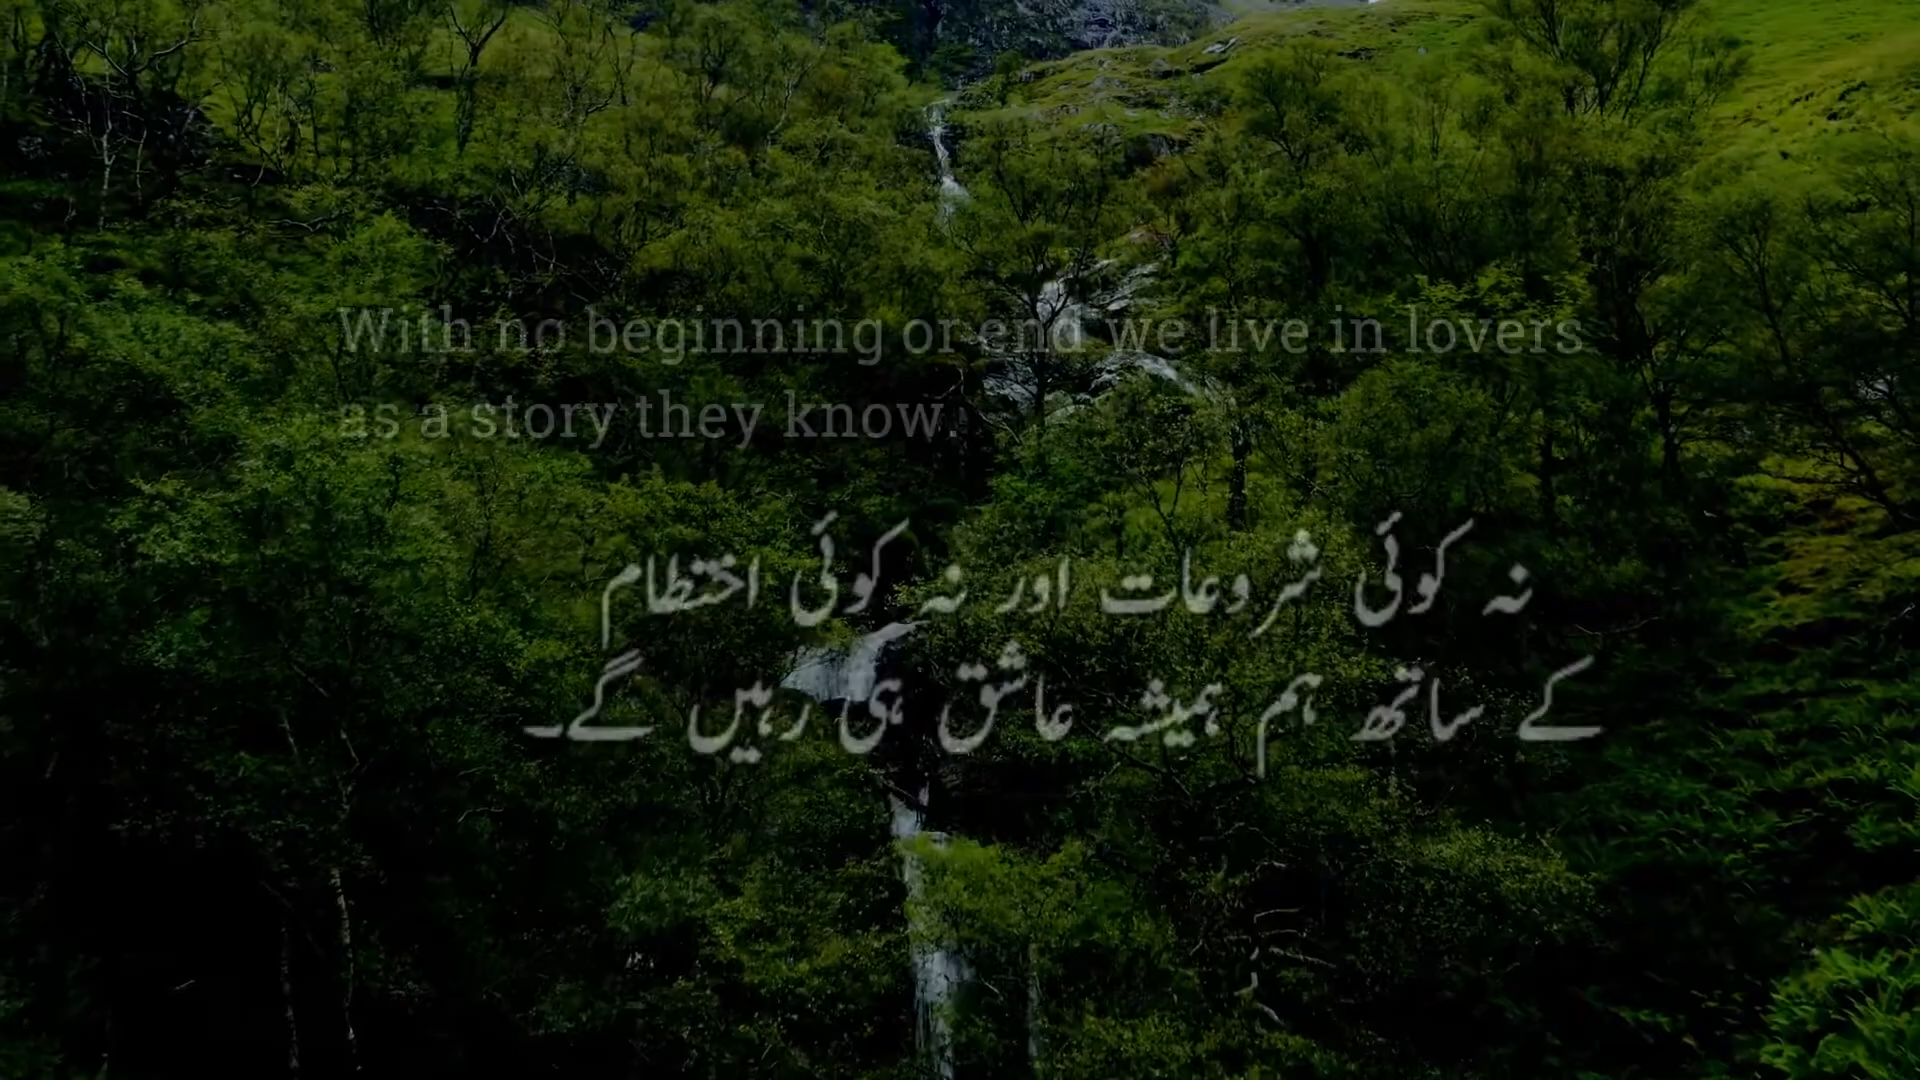 With no beginning or end we live in lovers
as a story they know.
نہ کوئی شروعات اور نہ کوئی اختطام
کے ساتھ ہم ہمیشہ عاشق ہی رہیں گے۔